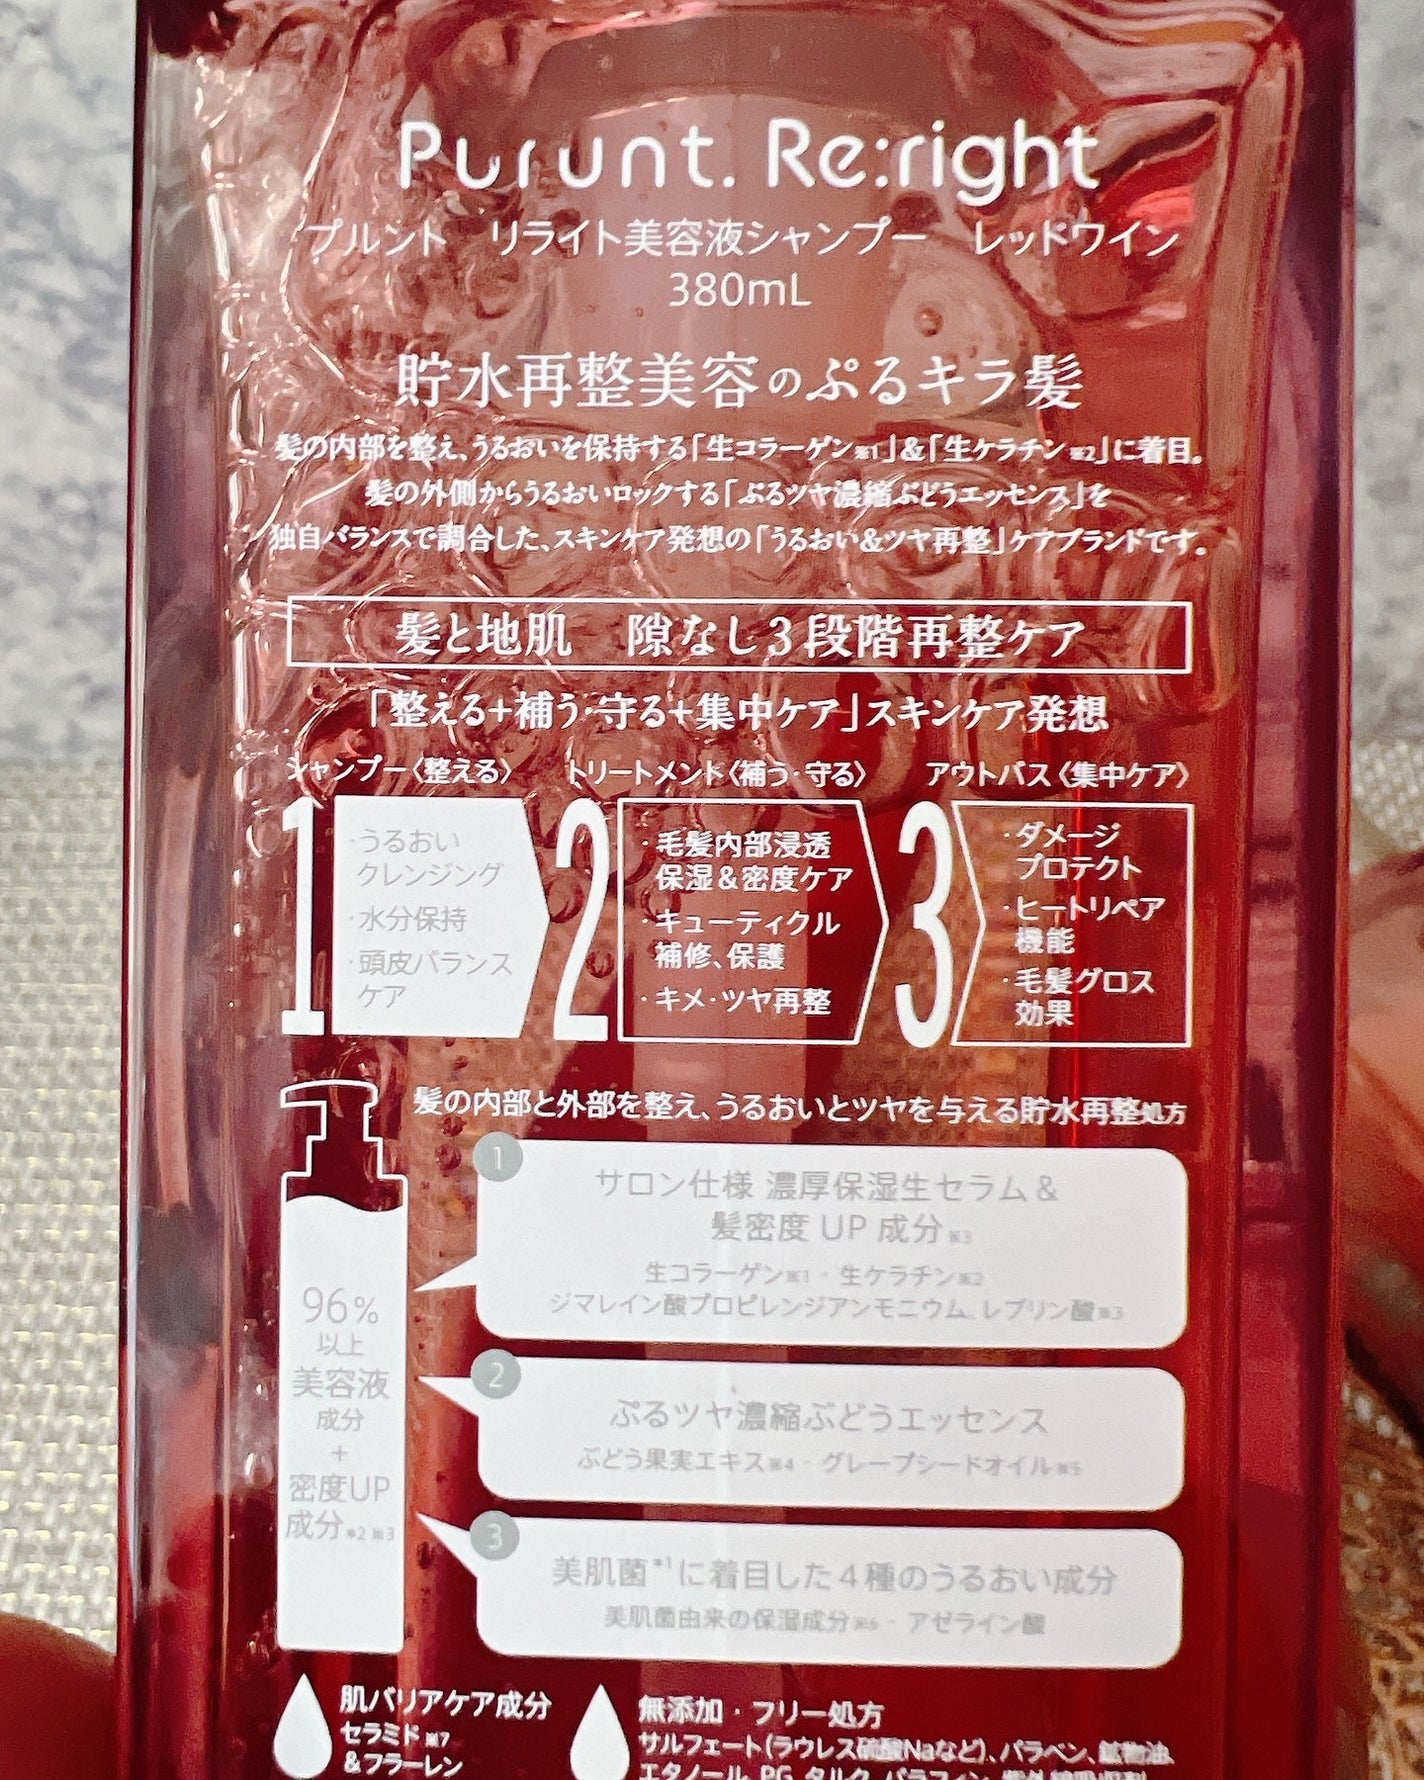 Purunt. Re:right
プルント　リライト美容液シャンプー　レッドワイン
380mL
貯水再整美容のぷるキラ髪
髪の内部を整え、うるおいを保持する「生コラーゲン※1」&「生ケラチン※2」に着目。
髪の外側からうるおいロックする「ぷるツヤ濃縮ぶどうエッセンス」を
独自バランスで調合した、スキンケア発想の「うるおい&ツヤ再整」ケアブランドです。
髪と地肌　隙なし3段階再整ケア
「整える+補う・守る+集中ケア」スキンケア発想
シャンプー〈整える〉
1
・うるおい
クレンジング
・水分保持
・頭皮バランス
ケア
トリートメント〈補う・守る〉
2
・毛髪内部浸透
保湿&密度ケア
・キューティクル
補修、保護
・キメ・ツヤ再整
アウトバス〈集中ケア〉
3
・ダメージ
プロテクト
・ヒートリペア
機能
・毛髪グロス
効果
髪の内部と外部を整え、うるおいとツヤを与える貯水再整処方
96%
以上
美容液
成分
+
密度UP
成分※2 ※3
1
サロン仕様 濃厚保湿生セラム&
髪密度 UP 成分※3
生コラーゲン※1・生ケラチン※2
ジマレイン酸プロピレンジアンモニウム、レブリン酸※3
2
ぷるツヤ濃縮ぶどうエッセンス
ぶどう果実エキス※4・グレープシードオイル※5
3
美肌菌*1に着目した4種のうるおい成分
美肌菌由来の保湿成分※6・アゼライン酸
肌バリアケア成分
セラミド※7
&フラーレン
無添加・フリー処方
サルフェート(ラウレス硫酸Naなど)、パラベン、鉱物油、
エタノール、PG、タルク、パラフィン、紫外線吸収剤